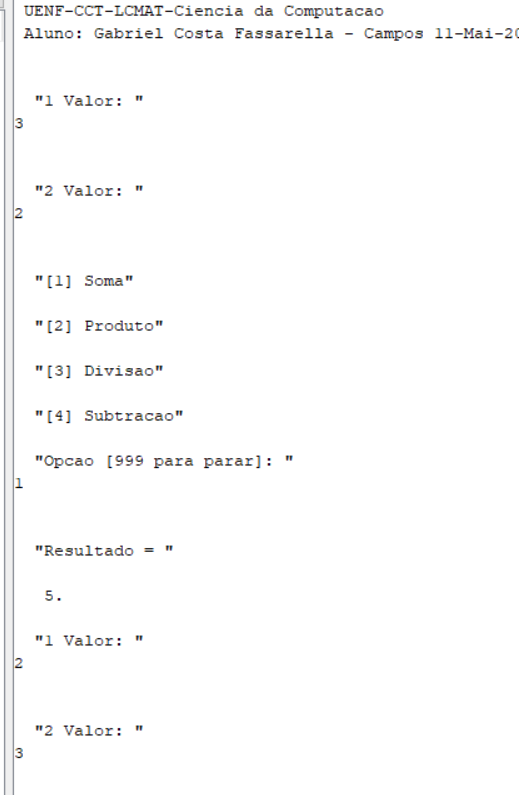 UENF-CCT-LCMAT-Ciencia da Computacao
Aluno: Gabriel Costa Fassarella - Campos 11-Mai-20
"1 Valor: "
3
"2 Valor: "
2
"[1] Soma"
"[2] Produto"
"[3] Divisao"
"[4] Subtracao"
"Opcao [999 para parar]: "
1
"Resultado = "
5.
"1 Valor: "
2
"2 Valor: "
3